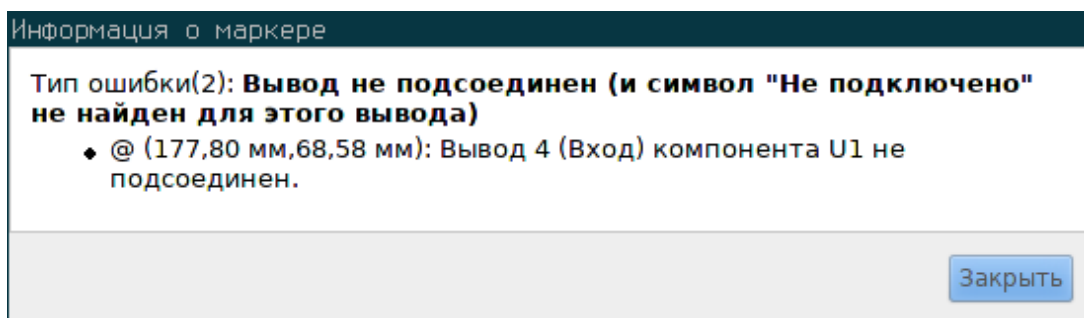 Информация о маркере
Тип ошибки(2): Вывод не подсоединен (и символ "Не подключено"
не найден для этого вывода)
◆ @ (177,80 мм,68,58 мм): Вывод 4 (Вход) компонента U1 не
подсоединен.
Закрыть